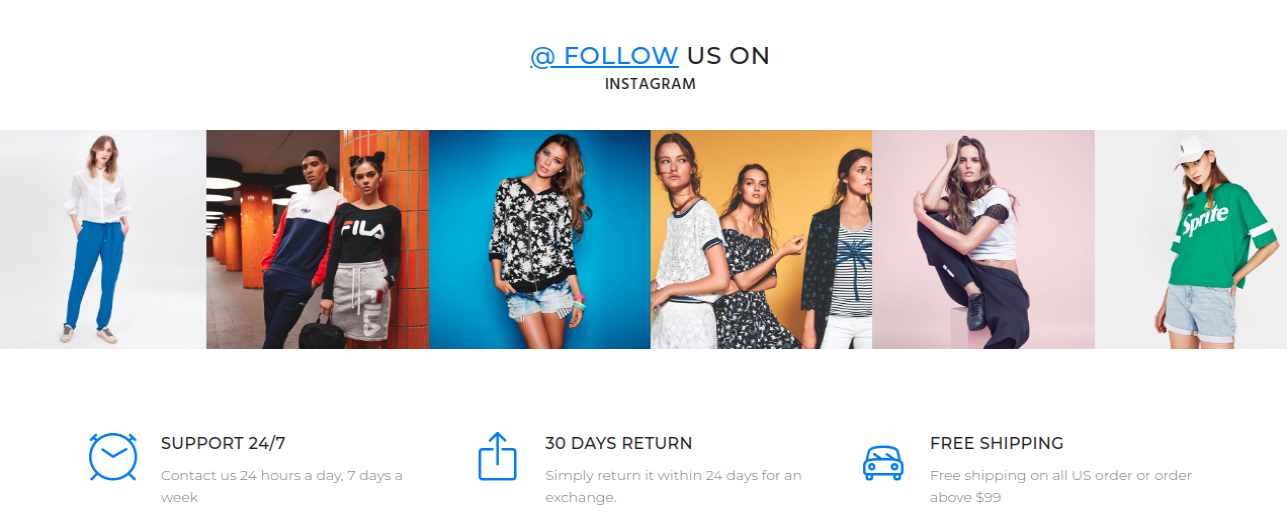 @ FOLLOW US ON
INSTAGRAM
FILA
FILA
Sprite
SUPPORT 24/7
Contact us 24 hours a day, 7 days a
week
30 DAYS RETURN
Simply return it within 24 days for an
exchange.
FREE SHIPPING
Free shipping on all US order or order
above $99